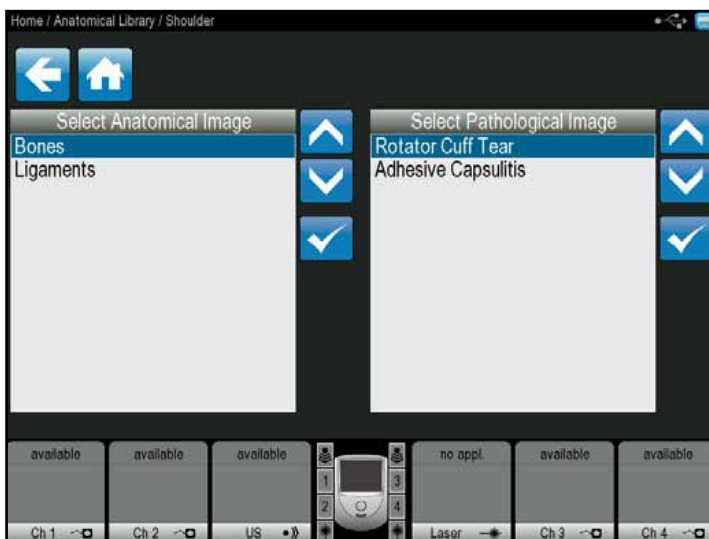 Home / Anatomical Library / Shoulder
Select Anatomical Image
Bones
Ligaments
Select Pathological Image
Rotator Cuff Tear
Adhesive Capsulitis
available
available
available
no appl.
available
available
1
3
2
4
Ch 1
Ch 2
US
Laser
Ch 3
Ch 4